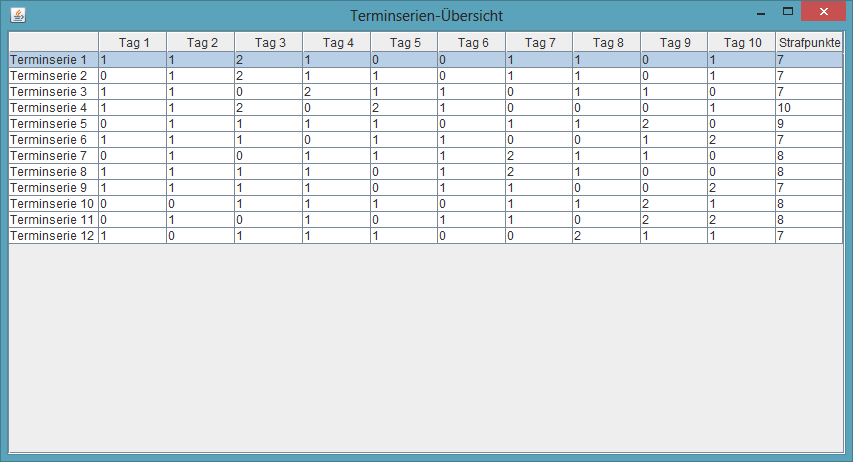 Terminserien-Übersicht
Tag 1 Tag 2 Tag 3 Tag 4 Tag 5 Tag 6 Tag 7 Tag 8 Tag 9 Tag 10 Strafpunkte
Terminserie 1 1 1 2 1 0 0 1 1 0 1 7
Terminserie 2 0 1 2 1 1 0 1 1 0 1 7
Terminserie 3 1 1 0 2 1 1 0 1 1 0 7
Terminserie 4 1 1 2 0 2 1 0 0 0 1 10
Terminserie 5 0 1 1 1 1 0 1 1 2 0 9
Terminserie 6 1 1 1 0 1 1 0 0 1 2 7
Terminserie 7 0 1 0 1 1 1 2 1 1 0 8
Terminserie 8 1 1 1 1 0 1 2 1 0 0 8
Terminserie 9 1 1 1 1 0 1 1 0 0 2 7
Terminserie 10 0 0 1 1 1 0 1 1 2 1 8
Terminserie 11 0 1 0 1 0 1 1 0 2 2 8
Terminserie 12 1 0 1 1 1 0 0 2 1 1 7